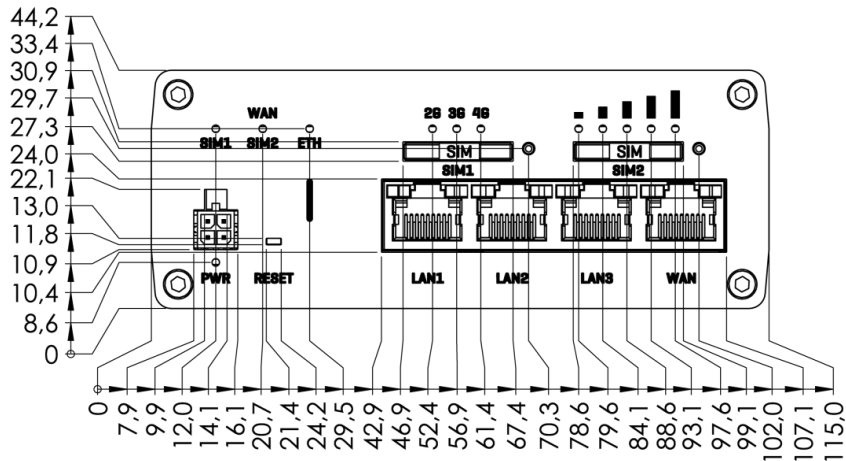 44,2
33,4
30,9
29,7
27,3
24,0
22,1
13,0
11,8
10,9
10,4
8,6
0
WAN
2G 3G 4G
SIM1 SIM2 ETH
SIM SIM
SIM1 SIM2
PWR RESET LAN1 LAN2 LAN3 WAN
0 7,9 9,9 12,0 14,1 16,1 20,7 21,4 24,2 29,5 42,9 46,9 52,4 56,9 61,4 67,4 70,3 78,6 79,6 84,1 88,6 93,1 97,6 99,1 102,0 107,1 115,0